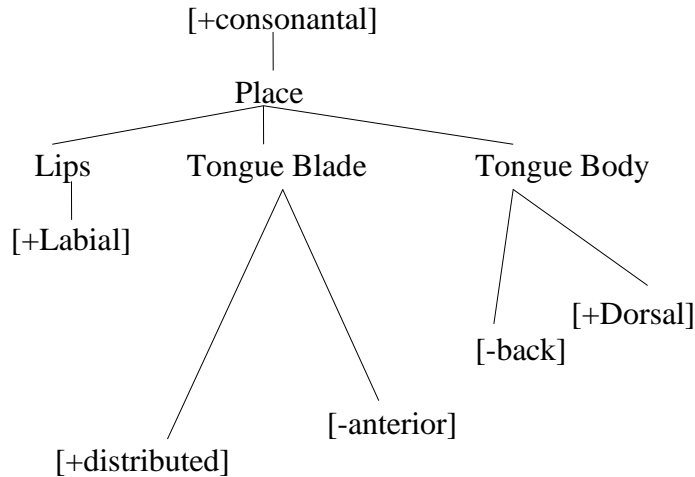 [+consonantal]
Place
Lips Tongue Blade Tongue Body
[+Labial]
[+Dorsal]
[-back]
[-anterior]
[+distributed]